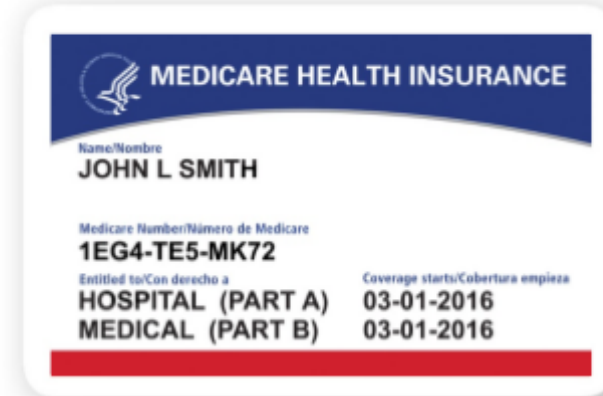 MEDICARE HEALTH INSURANCE
Name/Nombre
JOHN L SMITH
Medicare Number/Número de Medicare
1EG4-TE5-MK72
Entitled to/Con derecho a Coverage starts/Cobertura empieza
HOSPITAL (PART A) 03-01-2016
MEDICAL (PART B) 03-01-2016